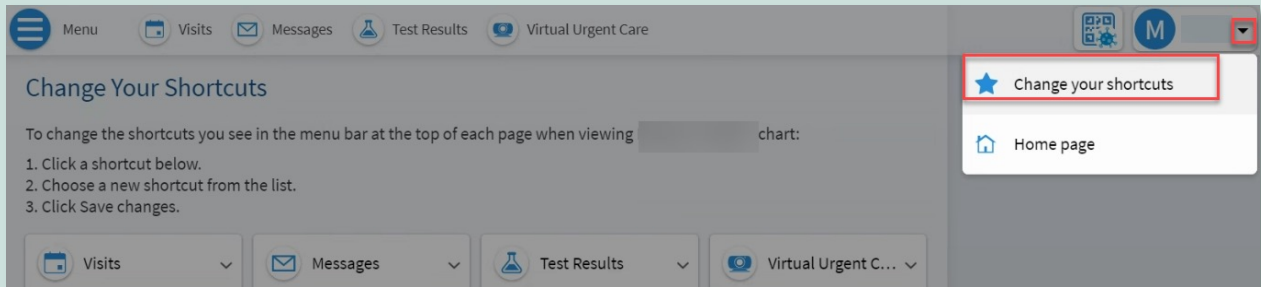 Menu Visits Messages Test Results Virtual Urgent Care M
Change your shortcuts
Home page
Change Your Shortcuts
To change the shortcuts you see in the menu bar at the top of each page when viewing chart:
1. Click a shortcut below.
2. Choose a new shortcut from the list.
3. Click Save changes.
Visits Messages Test Results Virtual Urgent C...